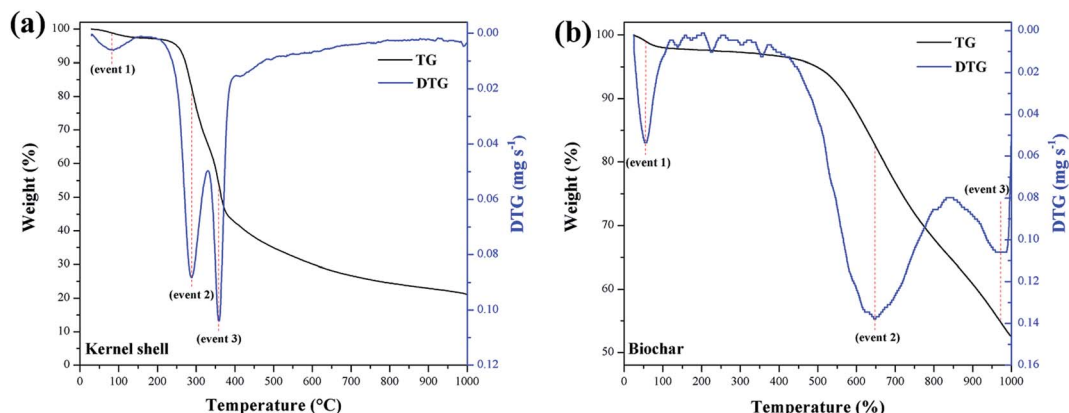 (a)
100
90
80
70
60
50
40
30
20
10
0
Weight (%)
0 100 200 300 400 500 600 700 800 900 1000
Temperature (°C)
0.00
0.02
0.04
0.06
0.08
0.10
0.12
DTG (mg s⁻¹)
TG
DTG
(event 1)
(event 2)
(event 3)
Kernel shell
(b)
100
90
80
70
60
50
Weight (%)
0 100 200 300 400 500 600 700 800 900 1000
Temperature (%)
0.00
0.02
0.04
0.06
0.08
0.10
0.12
0.14
0.16
DTG (mg s⁻¹)
TG
DTG
(event 1)
(event 3)
(event 2)
Biochar